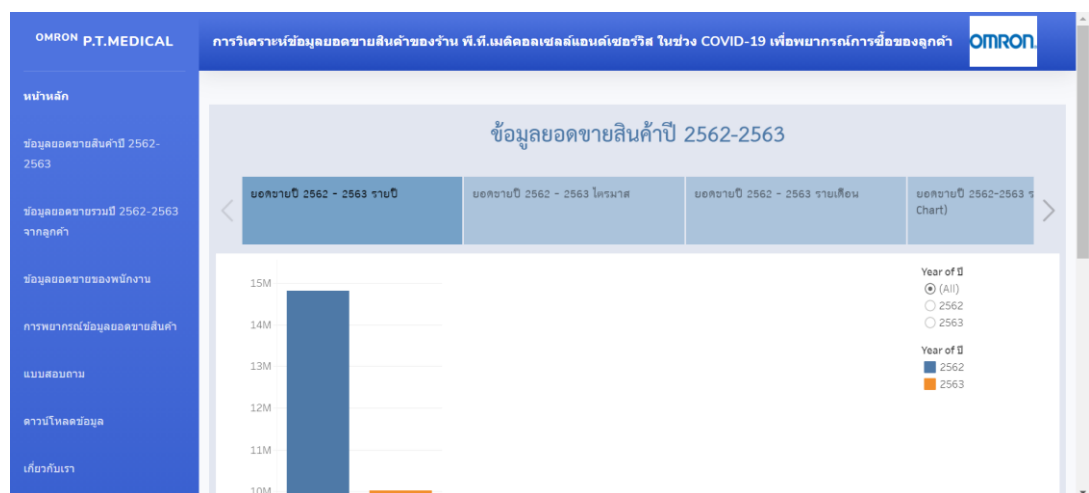 OMRON P.T.MEDICAL
การวิเคราะห์ข้อมูลยอดขายสินค้าของร้าน พี.ที.เมดิคอลเซลล์แอนด์เซอร์วิส ในช่วง COVID-19 เพื่อพยากรณ์การซื้อของลูกค้า
OMRON
หน้าหลัก
ข้อมูลยอดขายสินค้าปี 2562-
2563
ข้อมูลยอดขายรวมปี 2562-2563
จากลูกค้า
ข้อมูลยอดขายของพนักงาน
การพยากรณ์ข้อมูลยอดขายสินค้า
แบบสอบถาม
ดาวน์โหลดข้อมูล
เกี่ยวกับเรา
ข้อมูลยอดขายสินค้าปี 2562-2563
ยอดขายปี 2562 - 2563 รายปี
ยอดขายปี 2562 - 2563 ไตรมาส
ยอดขายปี 2562 - 2563 รายเดือน
ยอดขายปี 2562-2563 ร
Chart)
15M
14M
13M
12M
11M
10M
Year of ปี
(All)
2562
2563
Year of ปี
2562
2563